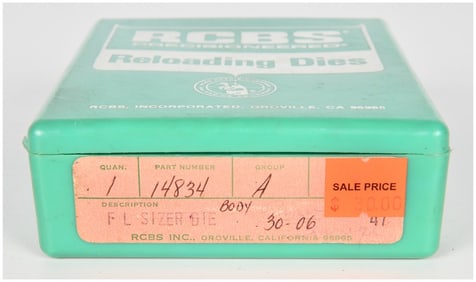 RCBS
PRECISIONEERED
Reloading Dies
RCBS, INCORPORATED, OROVILLE, CA 95965
QUAN. PART NUMBER GROUP
1 14834 A
SALE PRICE
$ 30.00
DESCRIPTION
F L SIZER DIE BODY .30-06 41
RCBS INC., OROVILLE, CALIFORNIA 95965